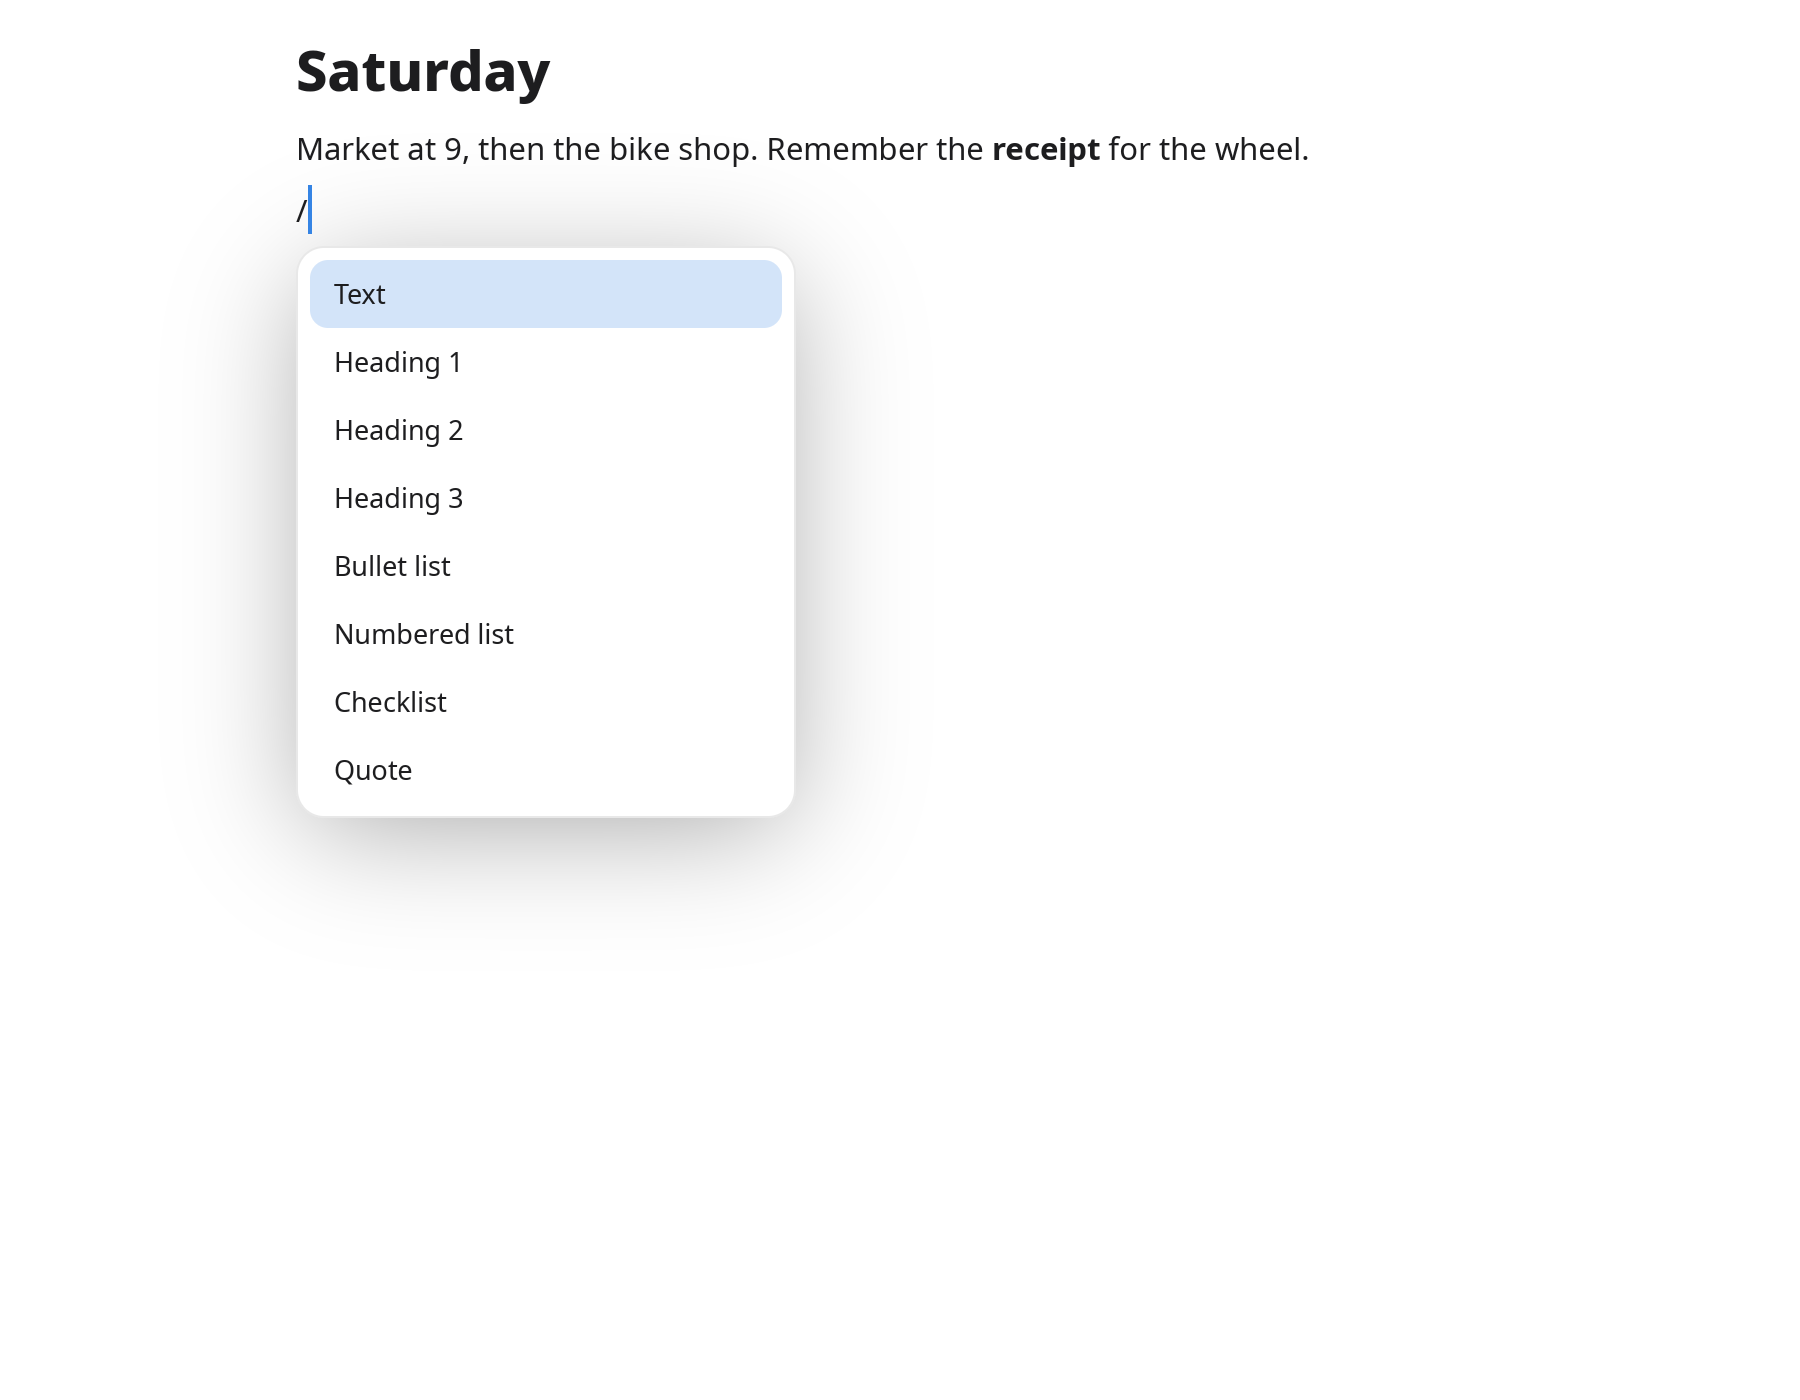 Saturday
Market at 9, then the bike shop. Remember the receipt for the wheel.
/
Text
Heading 1
Heading 2
Heading 3
Bullet list
Numbered list
Checklist
Quote